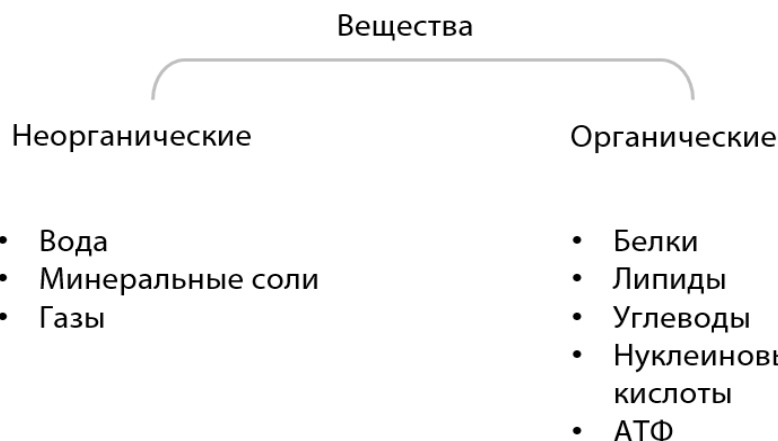 Вещества
Неорганические
Органические
• Вода
• Минеральные соли
• Газы
• Белки
• Липиды
• Углеводы
• Нуклеиновы
кислоты
• АТФ